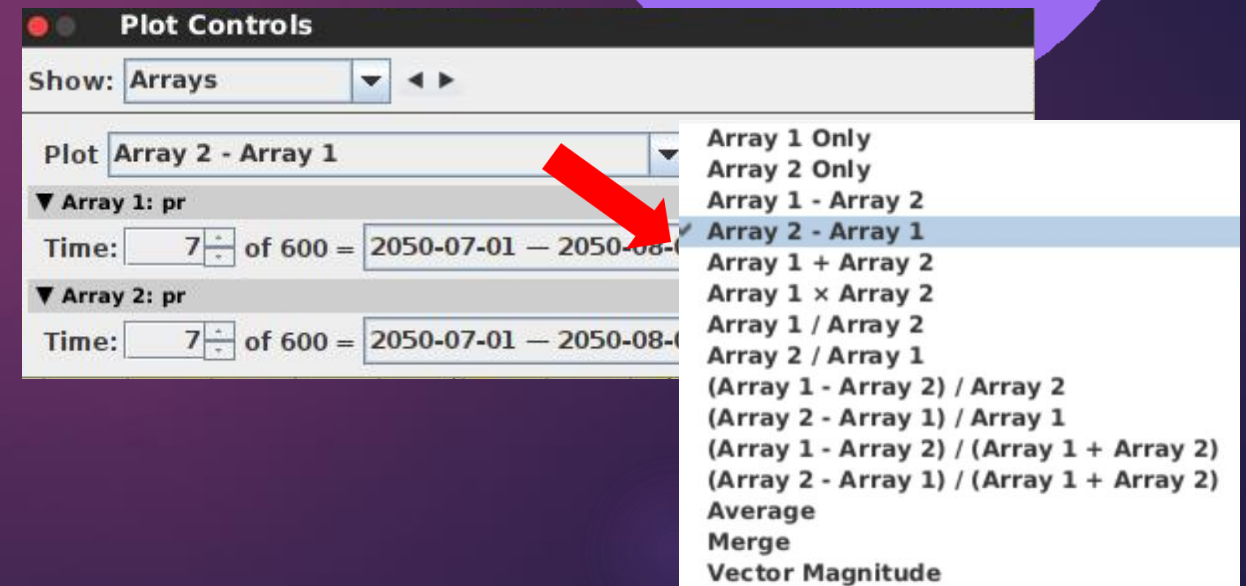 Plot Controls
Show: Arrays
Plot Array 2 - Array 1
▼ Array 1: pr
Time: 7 of 600 = 2050-07-01 — 2050-08-
▼ Array 2: pr
Time: 7 of 600 = 2050-07-01 — 2050-08-
Array 1 Only
Array 2 Only
Array 1 - Array 2
✓ Array 2 - Array 1
Array 1 + Array 2
Array 1 × Array 2
Array 1 / Array 2
Array 2 / Array 1
(Array 1 - Array 2) / Array 2
(Array 2 - Array 1) / Array 1
(Array 1 - Array 2) / (Array 1 + Array 2)
(Array 2 - Array 1) / (Array 1 + Array 2)
Average
Merge
Vector Magnitude